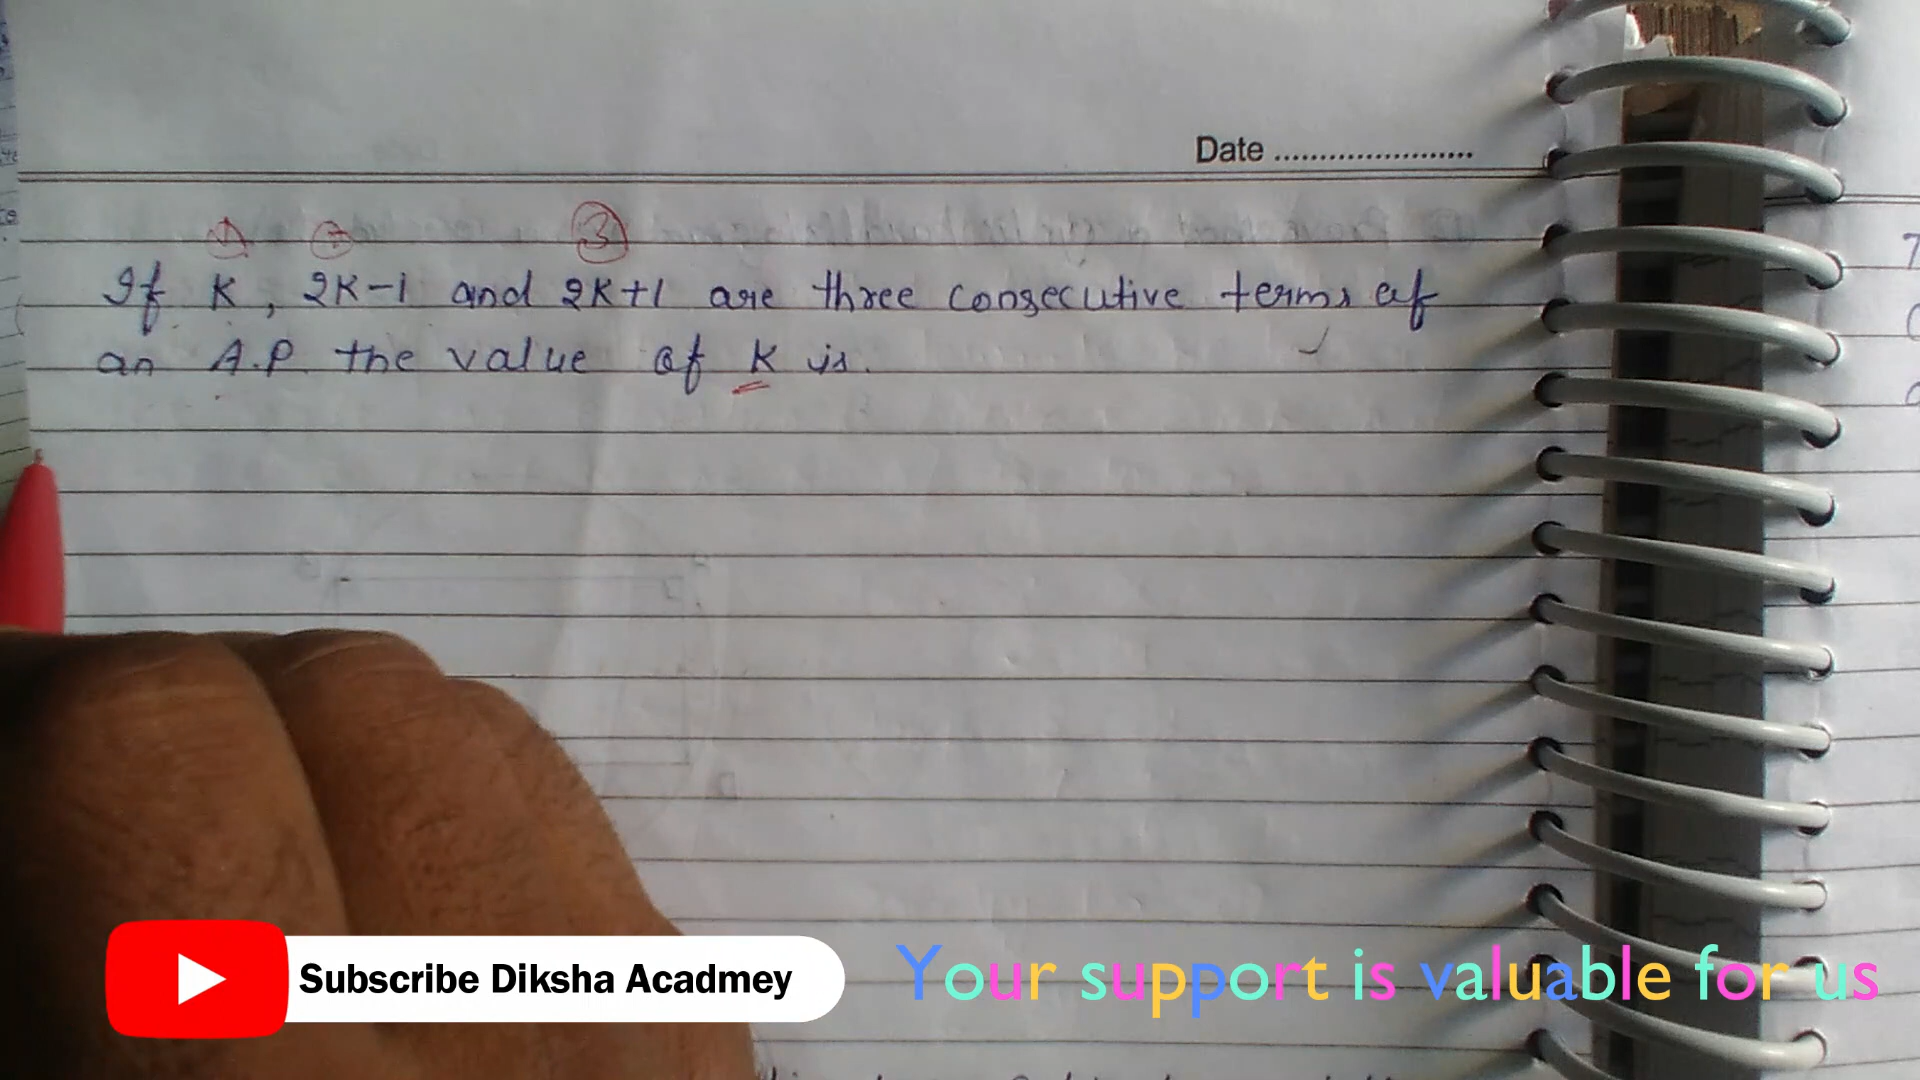 Date ......................
1 2 3
If K, 2K-1 and 2K+1 are three consecutive terms of
an A.P. the value of K is.
Subscribe Diksha Acadmey
Your support is valuable for us